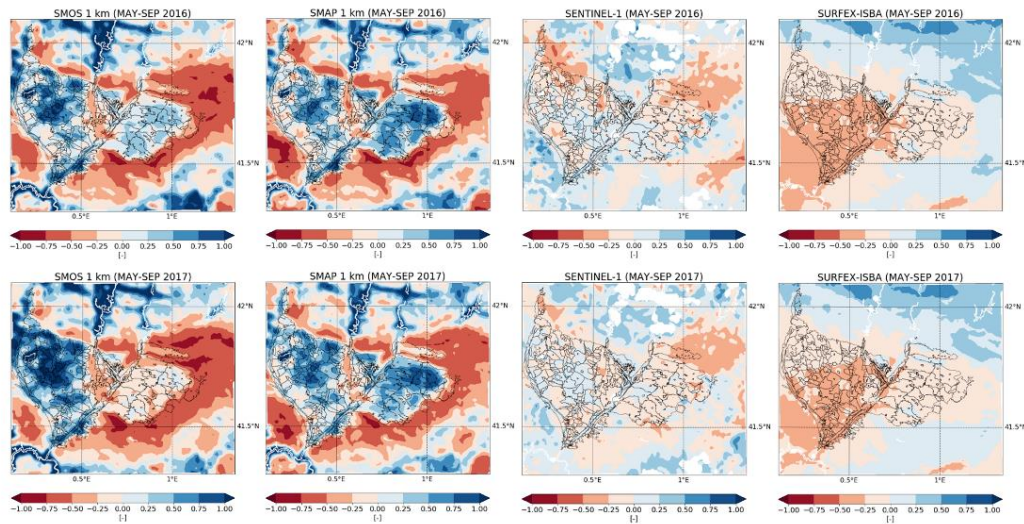 SMOS 1 km (MAY-SEP 2016)
SMAP 1 km (MAY-SEP 2016)
SENTINEL-1 (MAY-SEP 2016)
SURFEX-ISBA (MAY-SEP 2016)
42°N 42°N 42°N 42°N
41.5°N 41.5°N 41.5°N 41.5°N
0.5°E 1°E 0.5°E 1°E 0.5°E 1°E 0.5°E 1°E
−1.00 −0.75 −0.50 −0.25 0.00 0.25 0.50 0.75 1.00
−1.00 −0.75 −0.50 −0.25 0.00 0.25 0.50 0.75 1.00
−1.00 −0.75 −0.50 −0.25 0.00 0.25 0.50 0.75 1.00
−1.00 −0.75 −0.50 −0.25 0.00 0.25 0.50 0.75 1.00
[-] [-] [-] [-]
SMOS 1 km (MAY-SEP 2017)
SMAP 1 km (MAY-SEP 2017)
SENTINEL-1 (MAY-SEP 2017)
SURFEX-ISBA (MAY-SEP 2017)
42°N 42°N 42°N 42°N
41.5°N 41.5°N 41.5°N 41.5°N
0.5°E 1°E 0.5°E 1°E 0.5°E 1°E 0.5°E 1°E
−1.00 −0.75 −0.50 −0.25 0.00 0.25 0.50 0.75 1.00
−1.00 −0.75 −0.50 −0.25 0.00 0.25 0.50 0.75 1.00
−1.00 −0.75 −0.50 −0.25 0.00 0.25 0.50 0.75 1.00
−1.00 −0.75 −0.50 −0.25 0.00 0.25 0.50 0.75 1.00
[-] [-] [-] [-]